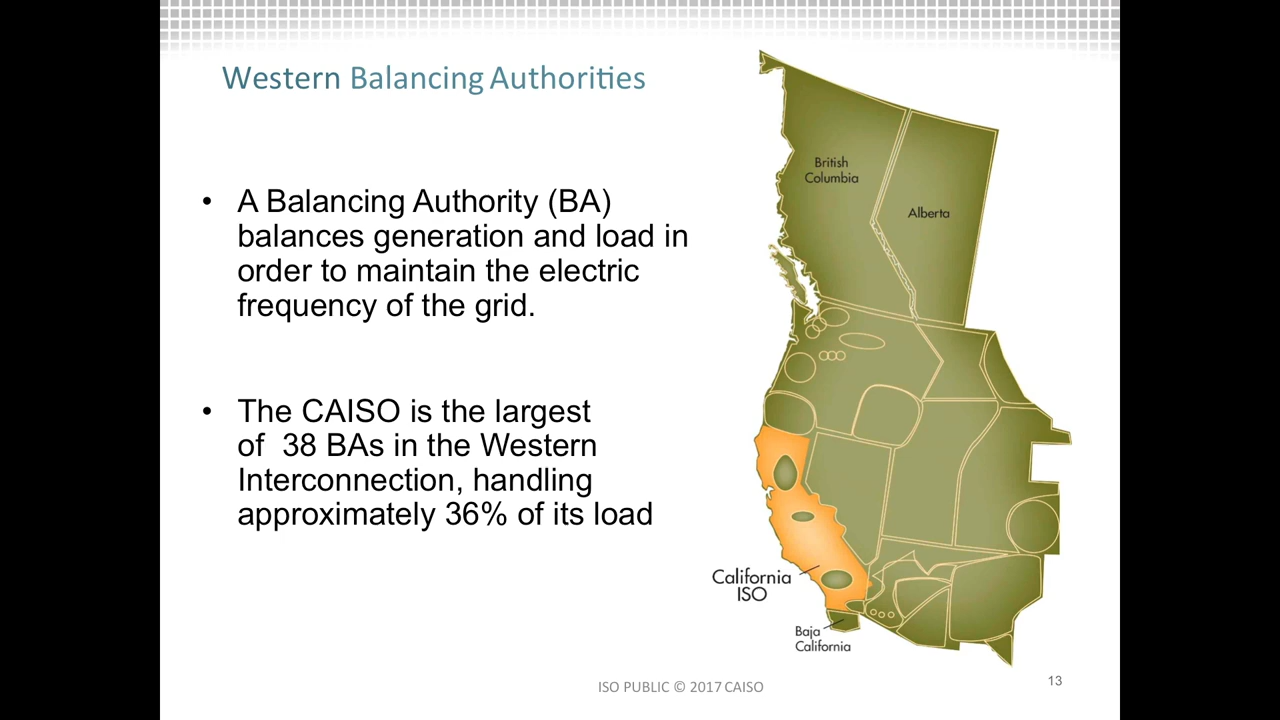 Western Balancing Authorities
• A Balancing Authority (BA)
balances generation and load in
order to maintain the electric
frequency of the grid.
• The CAISO is the largest
of  38 BAs in the Western
Interconnection, handling
approximately 36% of its load
British
Columbia
Alberta
California
ISO
Baja
California
ISO PUBLIC © 2017 CAISO
13